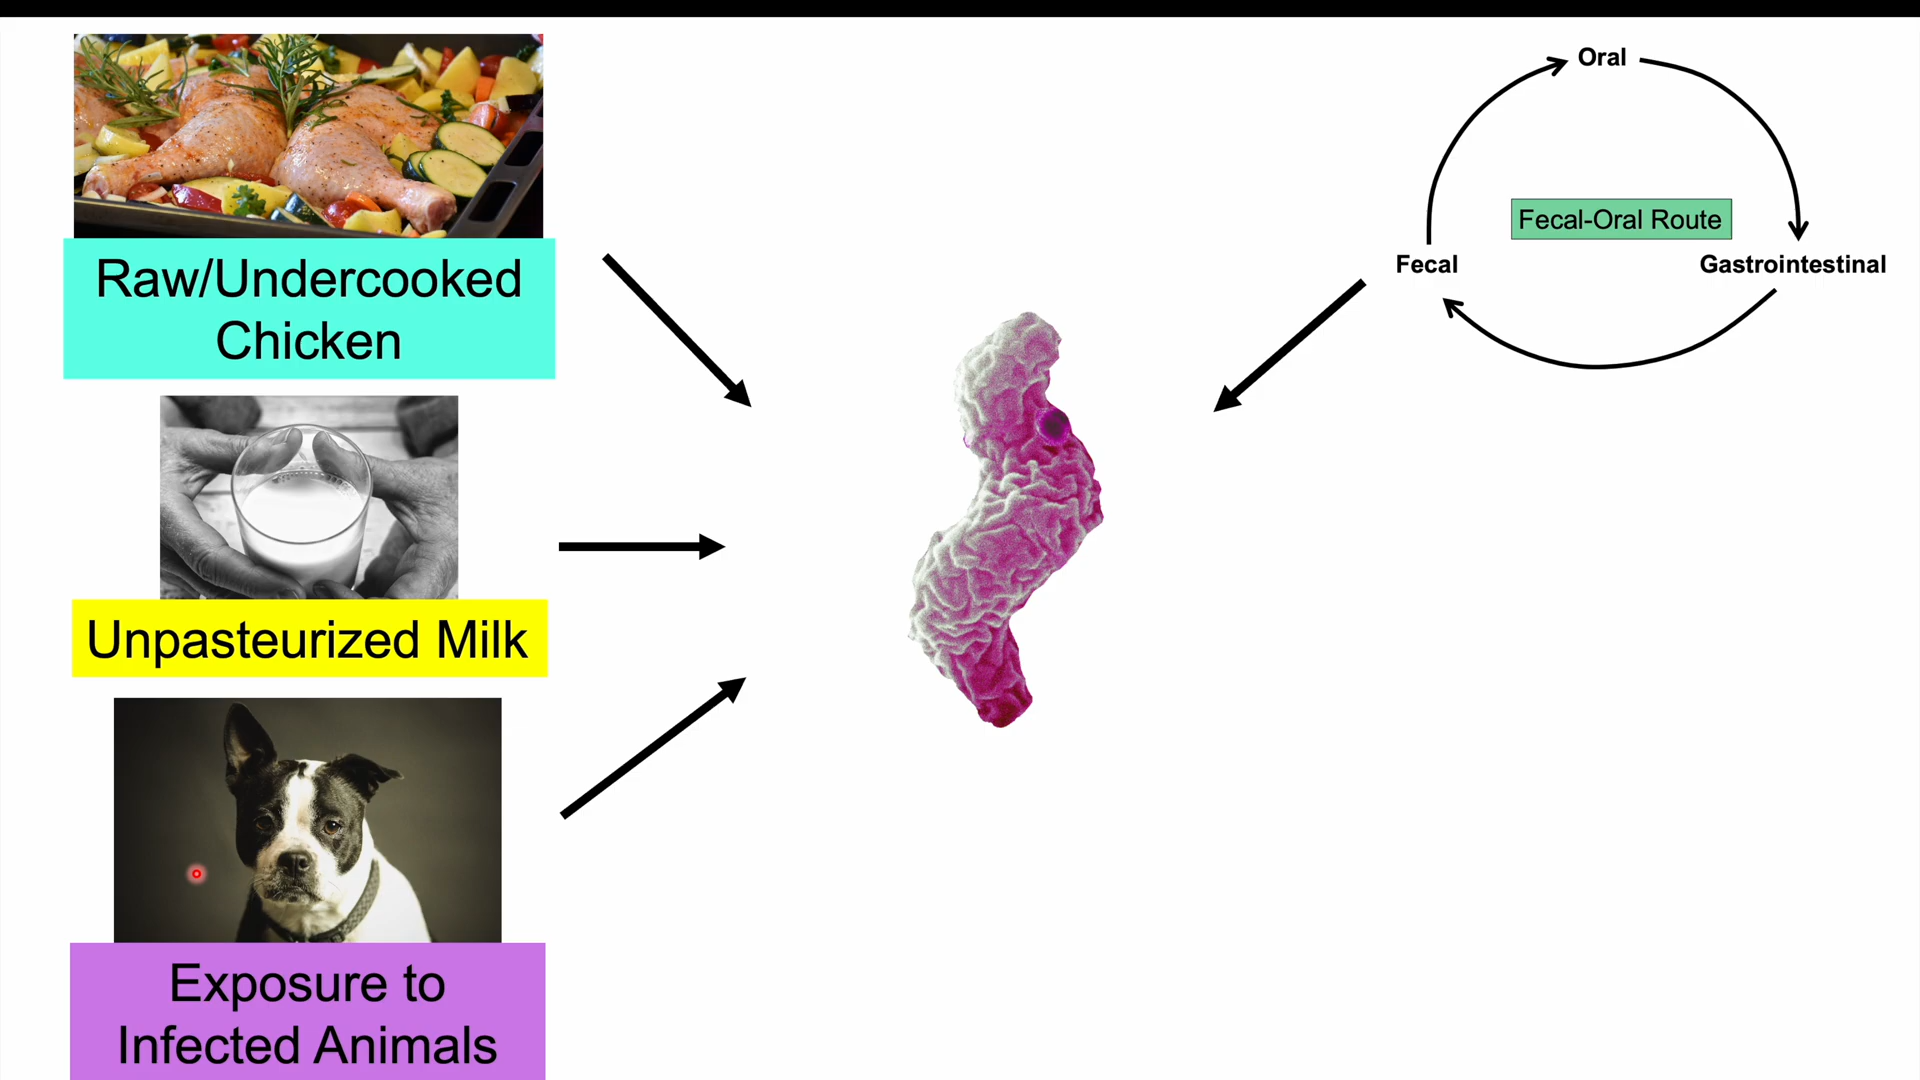 Raw/Undercooked
Chicken
Unpasteurized Milk
Exposure to
Infected Animals
Oral
Fecal-Oral Route
Fecal
Gastrointestinal